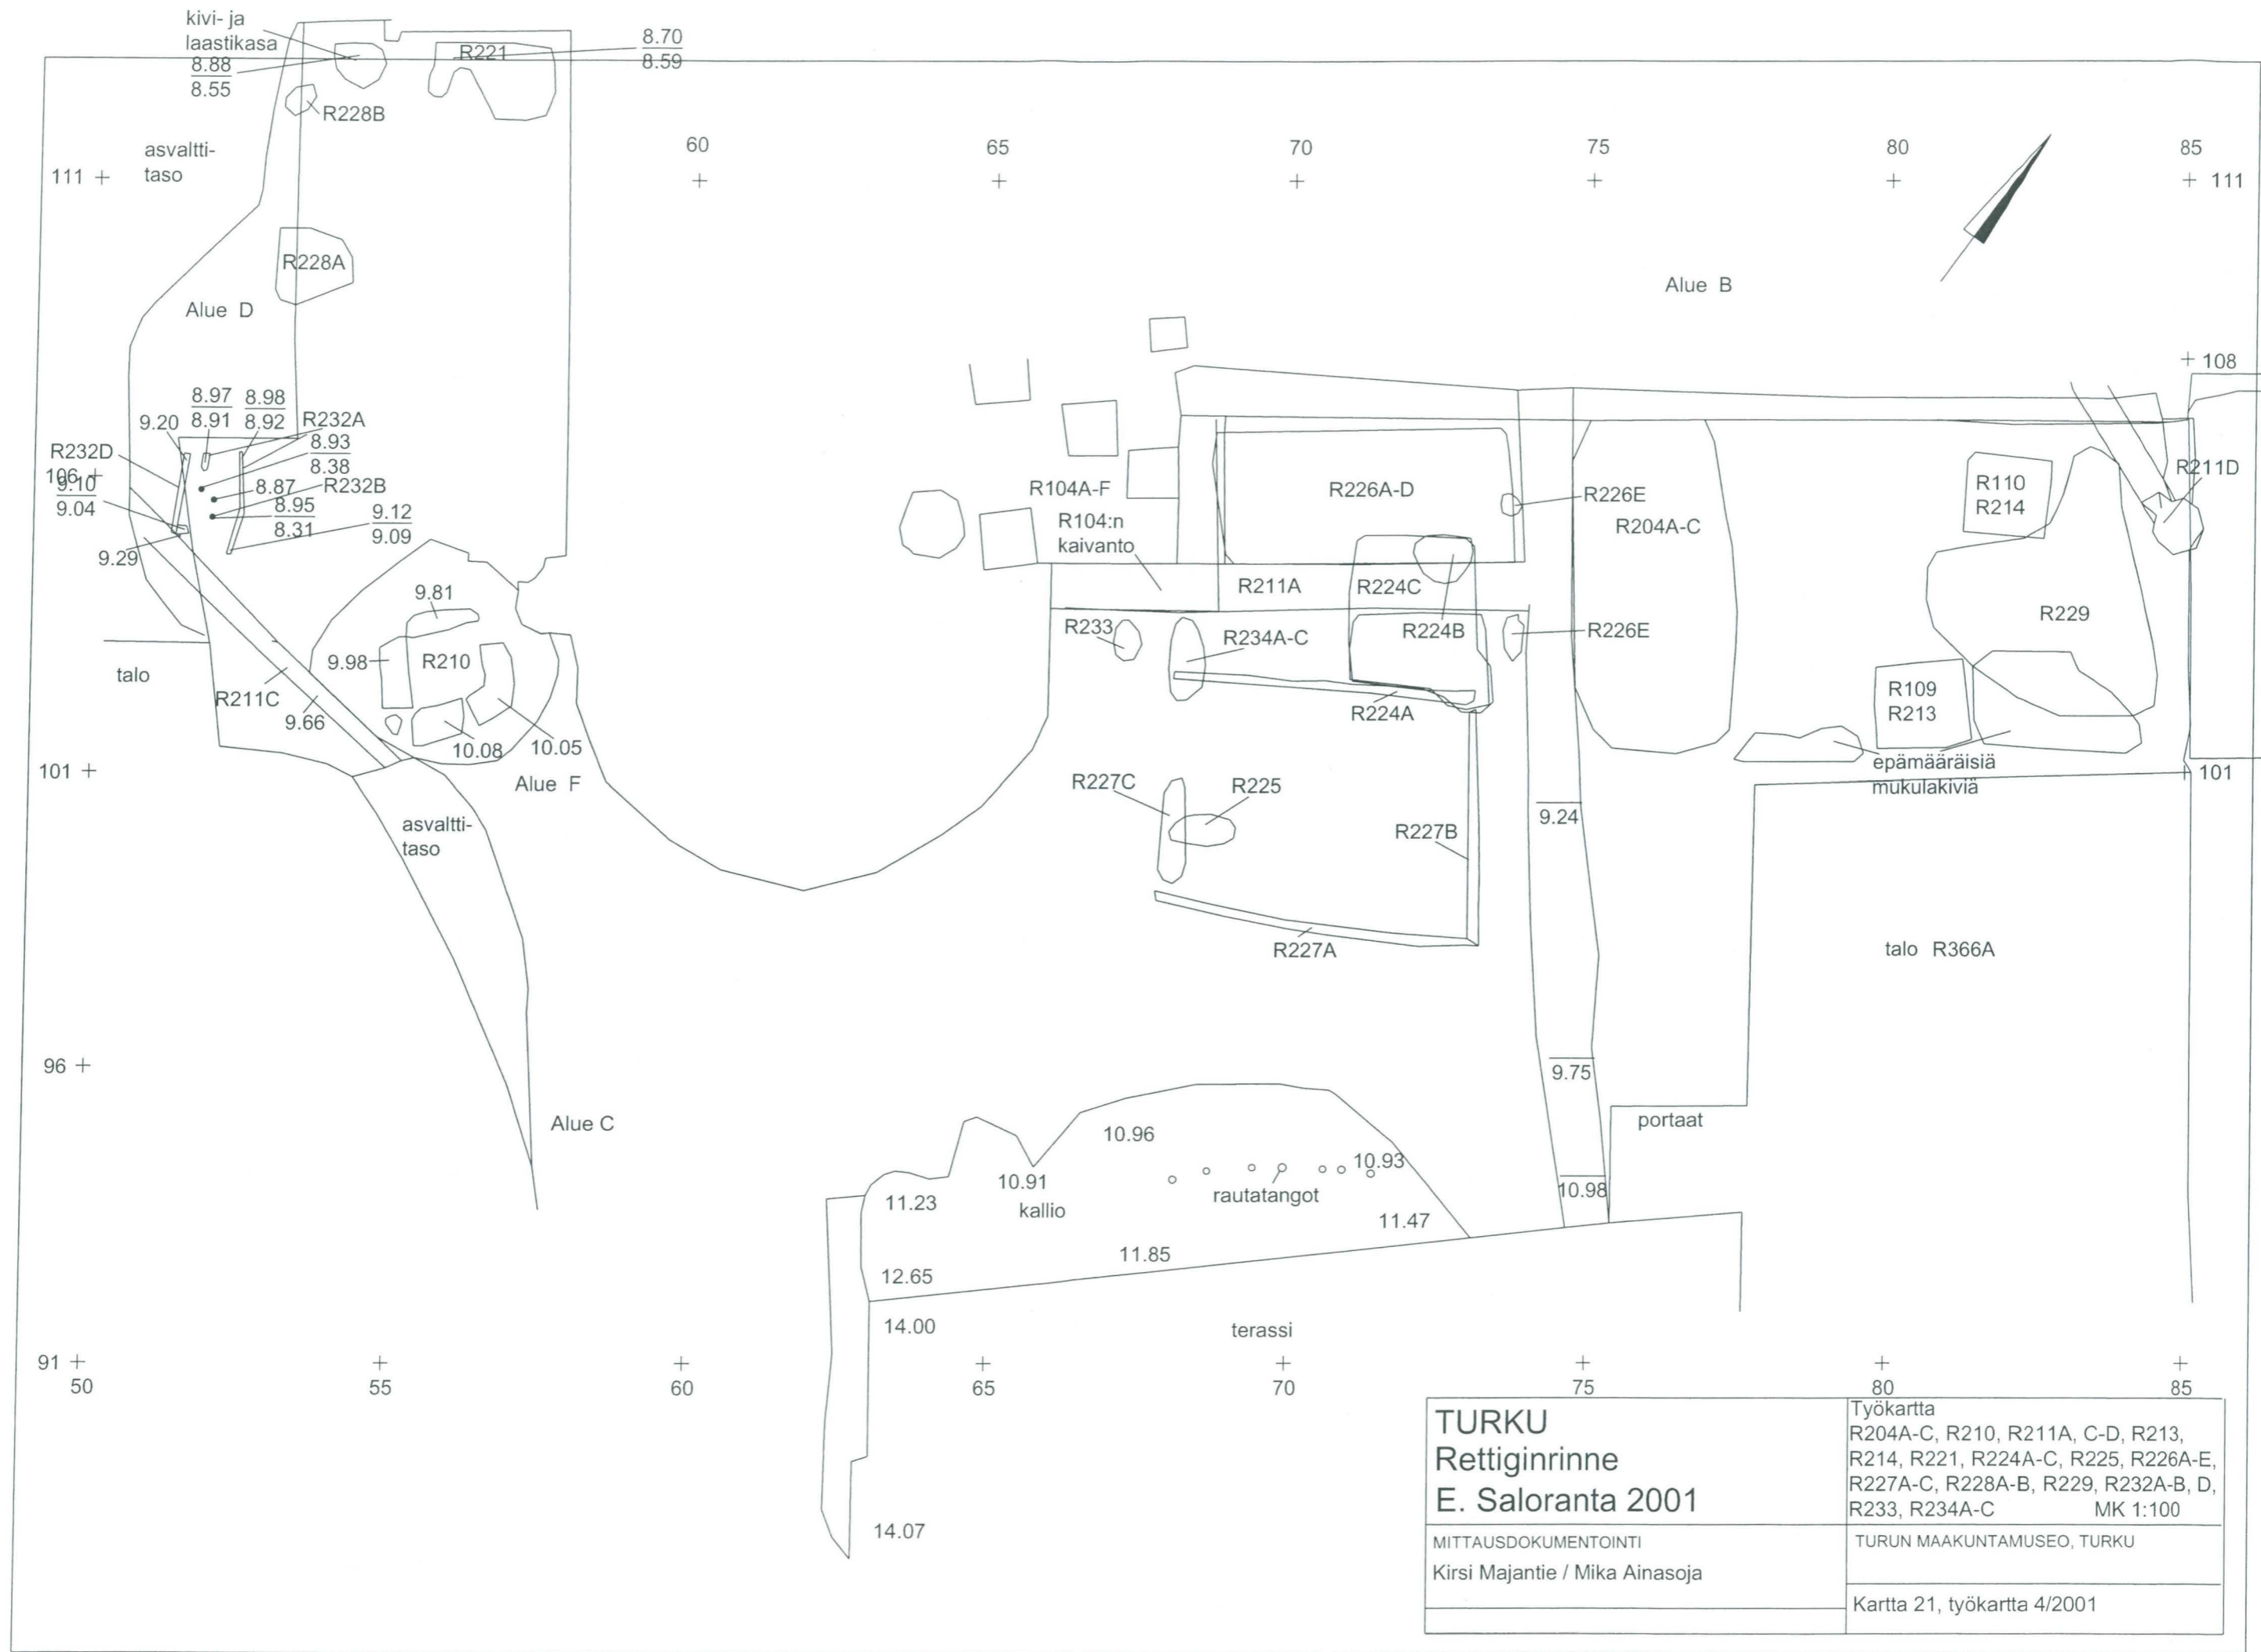 kivi- ja
laastikasa
8.88
8.55
R221
8.70
8.59
R228B
asvaltti-
taso
60
65
70
75
80
85
111
111
R228A
Alue D
Alue B
108
8.97
8.91
8.98
8.92
9.20
R232A
8.93
8.38
R232D
106
9.10
9.04
8.87
R232B
8.95
8.31
9.12
9.09
9.29
R104A-F
R104:n
kaivanto
R226A-D
R226E
R204A-C
R110
R214
R211D
9.81
R211A
R224C
R229
9.98
R210
R233
R234A-C
R224B
R226E
talo
R211C
9.66
R224A
R109
R213
10.08
10.05
101
Alue F
epämääräisiä
mukulakiviä
101
R227C
R225
asvaltti-
taso
R227B
9.24
R227A
talo R366A
96
9.75
Alue C
portaat
10.96
10.93
10.91
rautatangot
10.98
11.23
kallio
11.47
11.85
12.65
14.00
terassi
91
50
55
60
65
70
75
80
85
14.07
TURKU
Rettiginrinne
E. Saloranta 2001
Työkartta
R204A-C, R210, R211A, C-D, R213,
R214, R221, R224A-C, R225, R226A-E,
R227A-C, R228A-B, R229, R232A-B, D,
R233, R234A-C MK 1:100
MITTAUSDOKUMENTOINTI
Kirsi Majantie / Mika Ainasoja
TURUN MAAKUNTAMUSEO, TURKU
Kartta 21, työkartta 4/2001